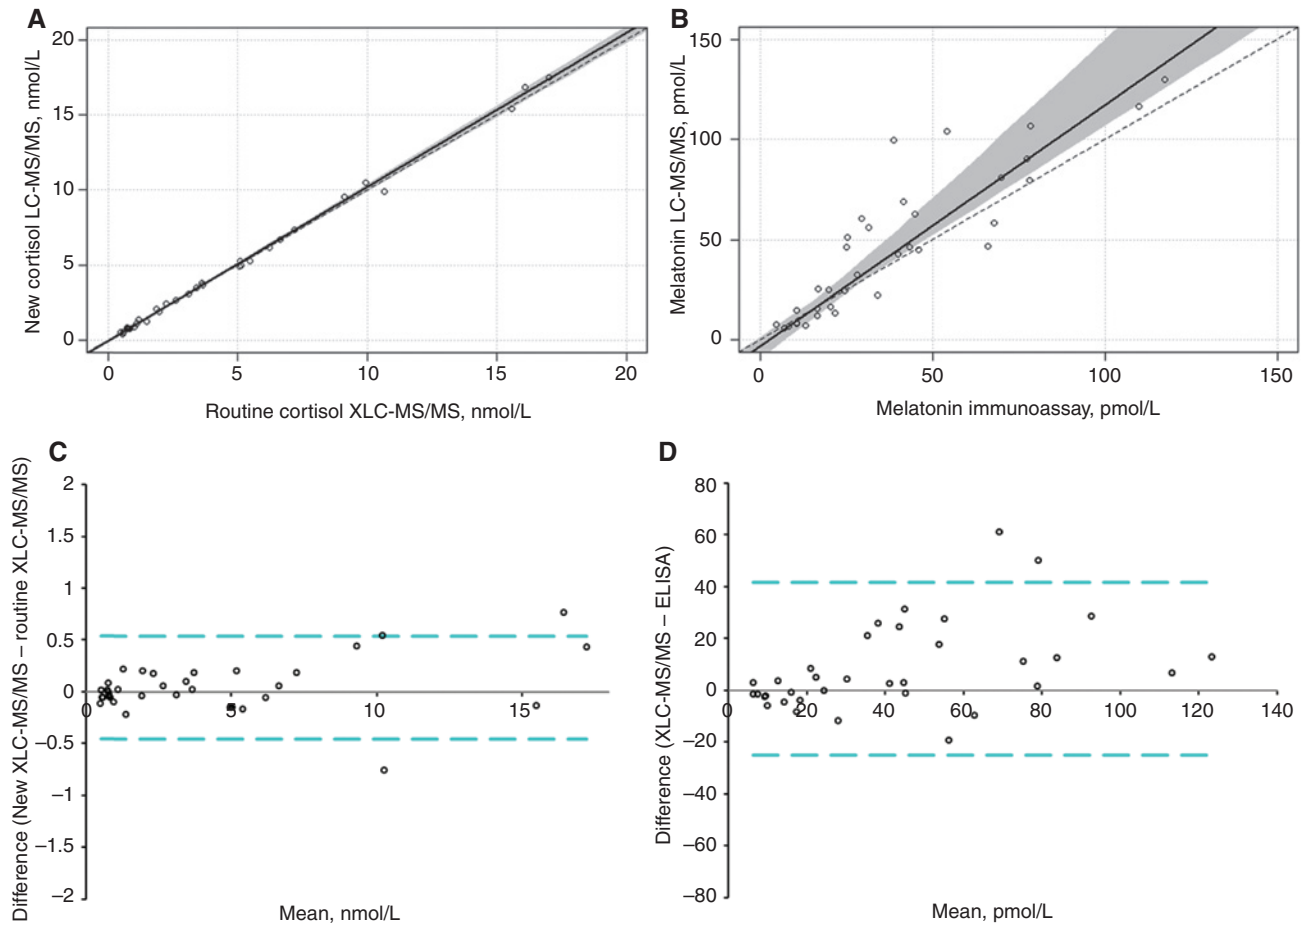 A
New cortisol LC-MS/MS, nmol/L
20
15
10
5
0
0 5 10 15 20
Routine cortisol XLC-MS/MS, nmol/L
B
Melatonin LC-MS/MS, pmol/L
150
100
50
0
0 50 100 150
Melatonin immunoassay, pmol/L
C
Difference (New XLC-MS/MS – routine XLC-MS/MS)
2
1.5
1
0.5
0
–0.5
–1
–1.5
–2
0 5 10 15
Mean, nmol/L
D
Difference (XLC-MS/MS – ELISA)
80
60
40
20
0
–20
–40
–60
–80
0 20 40 60 80 100 120 140
Mean, pmol/L